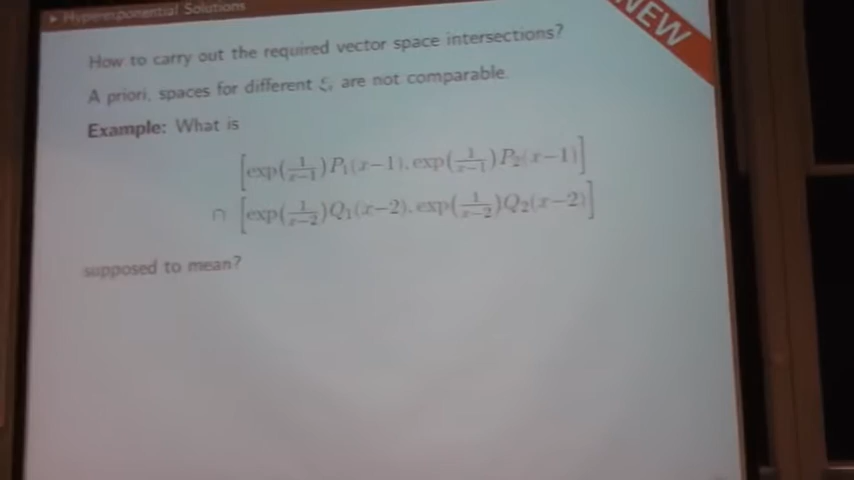 ▸ Hyperexponential Solutions
NEW
How to carry out the required vector space intersections?
A priori, spaces for different ξᵢ are not comparable.
Example: What is
[exp(1/(x−1))P₁(x−1), exp(1/(x−1))P₂(x−1)]
∩ [exp(1/(x−2))Q₁(x−2), exp(1/(x−2))Q₂(x−2)]
supposed to mean?